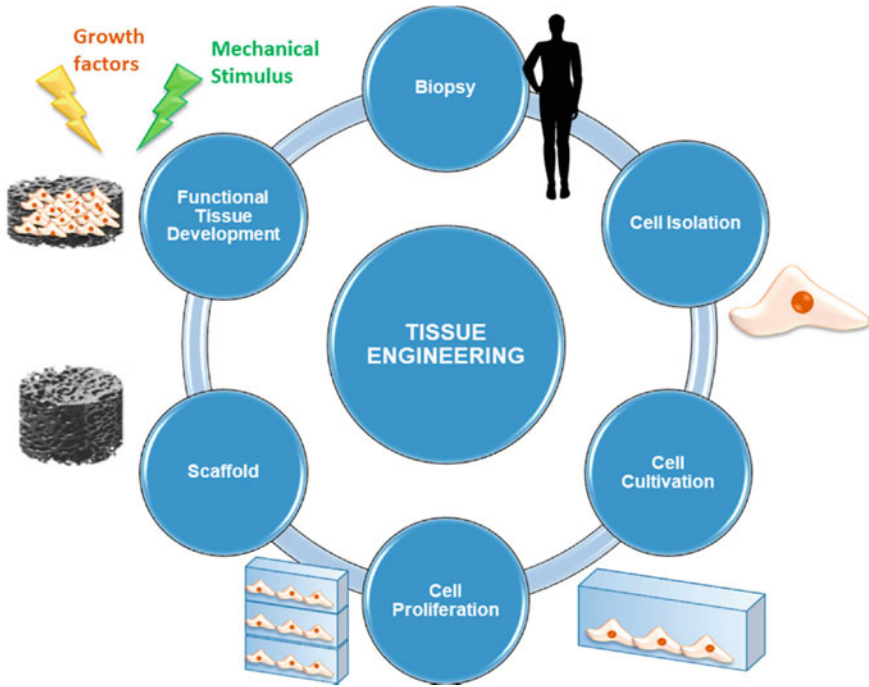 Growth
factors
Mechanical
Stimulus
Biopsy
Cell Isolation
Cell
Cultivation
Cell
Proliferation
Scaffold
Functional
Tissue
Development
TISSUE
ENGINEERING